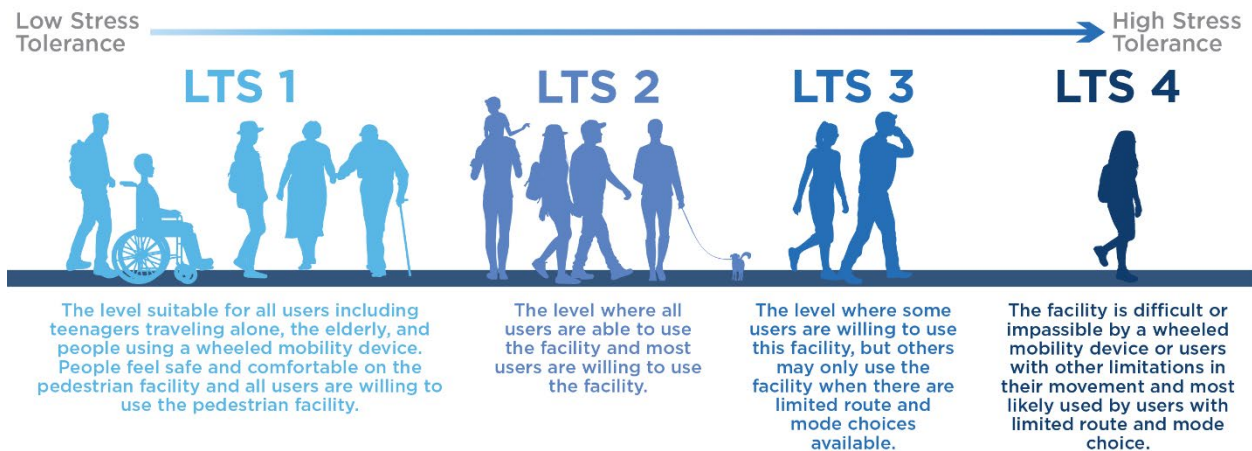 Low Stress
Tolerance
High Stress
Tolerance
LTS 1
LTS 2
LTS 3
LTS 4
The level suitable for all users including
teenagers traveling alone, the elderly, and
people using a wheeled mobility device.
People feel safe and comfortable on the
pedestrian facility and all users are willing to
use the pedestrian facility.
The level where all
users are able to use
the facility and most
users are willing to use
the facility.
The level where some
users are willing to use
this facility, but others
may only use the
facility when there are
limited route and
mode choices
available.
The facility is difficult or
impassible by a wheeled
mobility device or users
with other limitations in
their movement and most
likely used by users with
limited route and mode
choice.